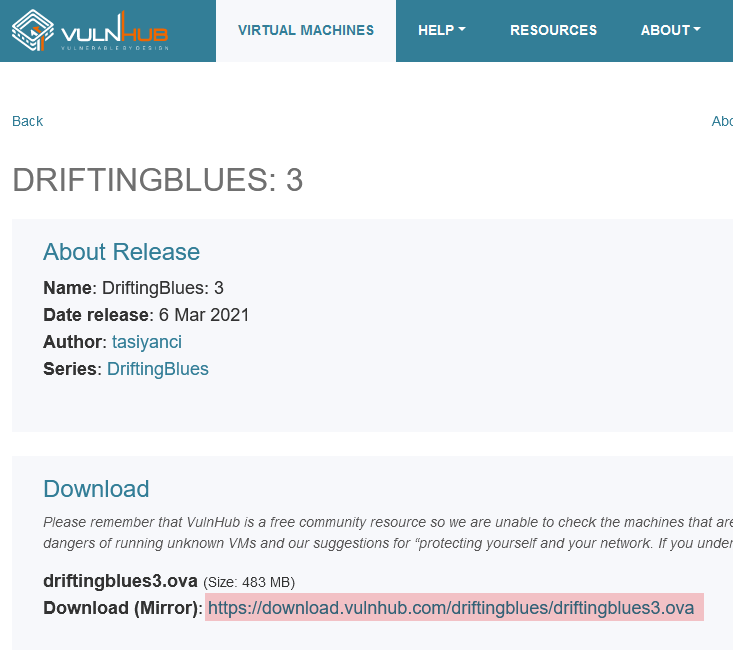 VULNHUB
VULNERABLE BY DESIGN
VIRTUAL MACHINES
HELP
RESOURCES
ABOUT
Back
Abo
DRIFTINGBLUES: 3
About Release
Name: DriftingBlues: 3
Date release: 6 Mar 2021
Author: tasiyanci
Series: DriftingBlues
Download
Please remember that VulnHub is a free community resource so we are unable to check the machines that are
dangers of running unknown VMs and our suggestions for “protecting yourself and your network. If you under
driftingblues3.ova (Size: 483 MB)
Download (Mirror): https://download.vulnhub.com/driftingblues/driftingblues3.ova